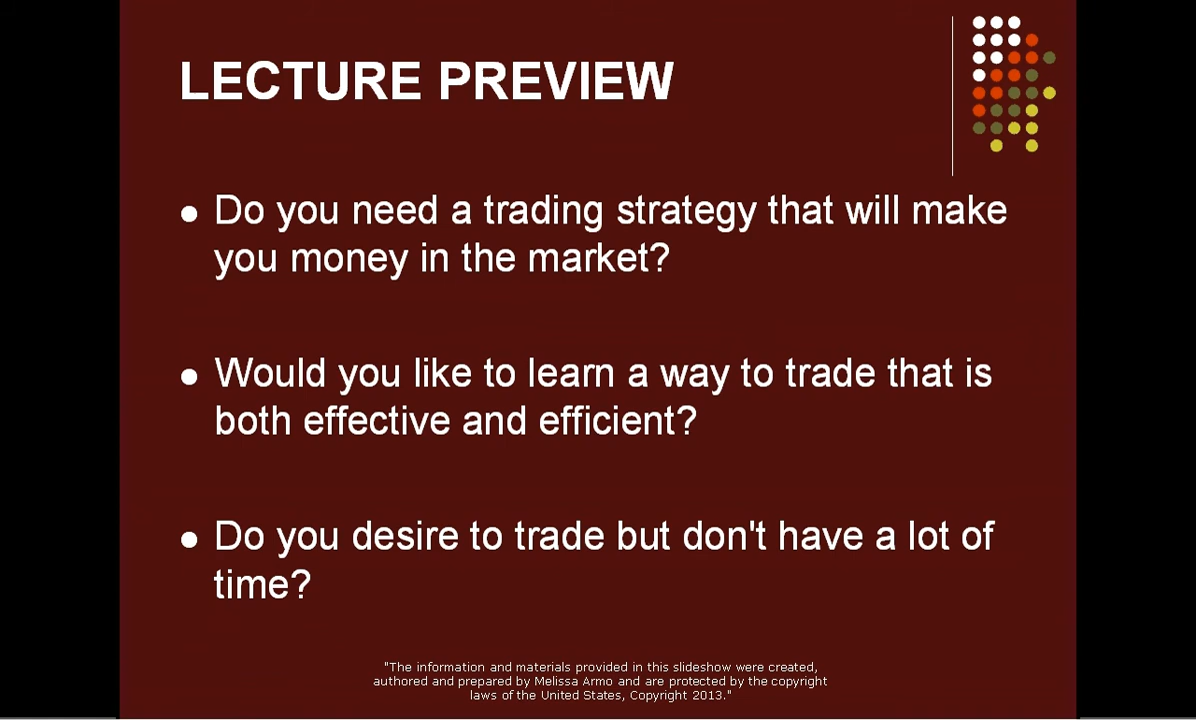 LECTURE PREVIEW
Do you need a trading strategy that will make
you money in the market?
Would you like to learn a way to trade that is
both effective and efficient?
Do you desire to trade but don't have a lot of
time?
"The information and materials provided in this slideshow were created,
authored and prepared by Melissa Armo and are protected by the copyright
laws of the United States, Copyright 2013."